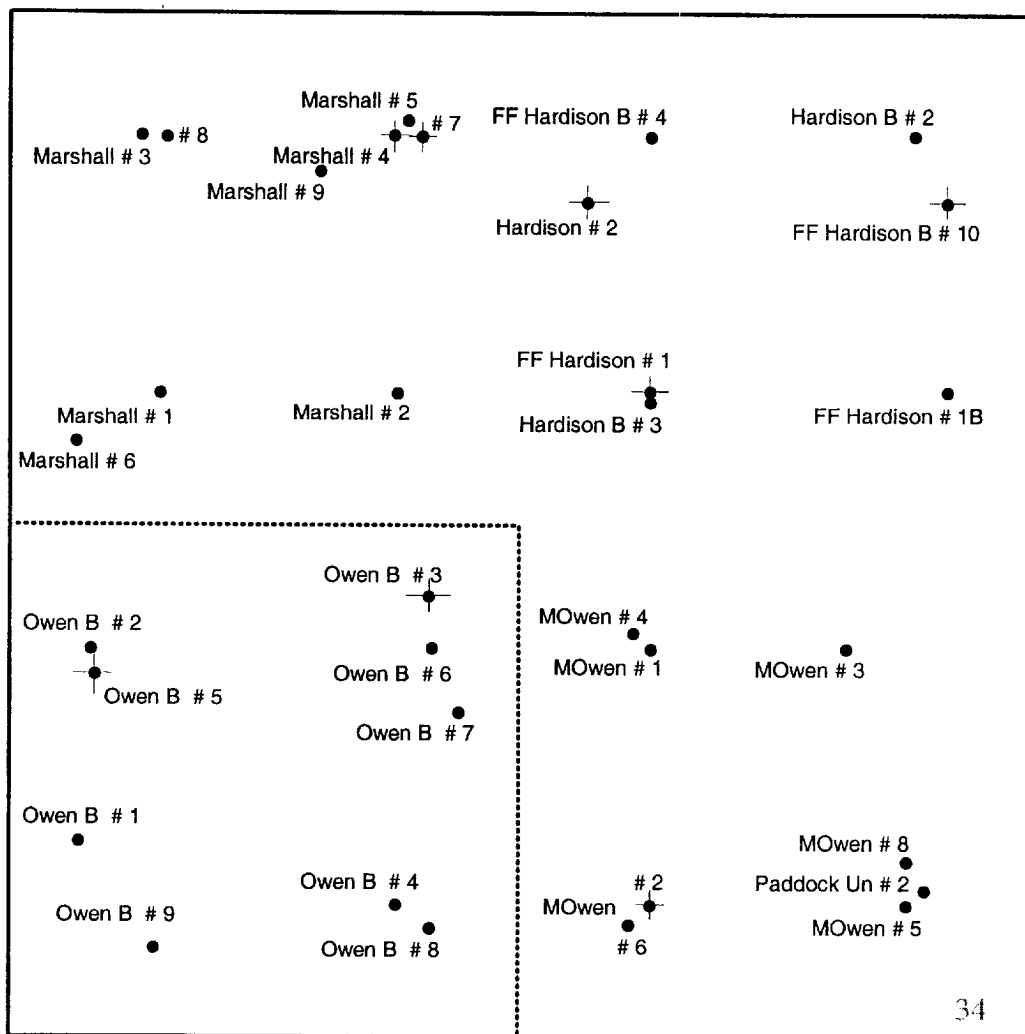 Marshall # 5
# 7
FF Hardison B # 4
Hardison B # 2
# 8
Marshall # 3
Marshall # 4
Marshall # 9
Hardison # 2
FF Hardison B # 10
FF Hardison # 1
Marshall # 1
Marshall # 2
Hardison B # 3
FF Hardison # 1B
Marshall # 6
Owen B # 3
Owen B # 2
MOwen # 4
Owen B # 6
MOwen # 1
MOwen # 3
Owen B # 5
Owen B # 7
Owen B # 1
MOwen # 8
Owen B # 4
# 2
Paddock Un # 2
Owen B # 9
MOwen
MOwen # 5
Owen B # 8
# 6
34